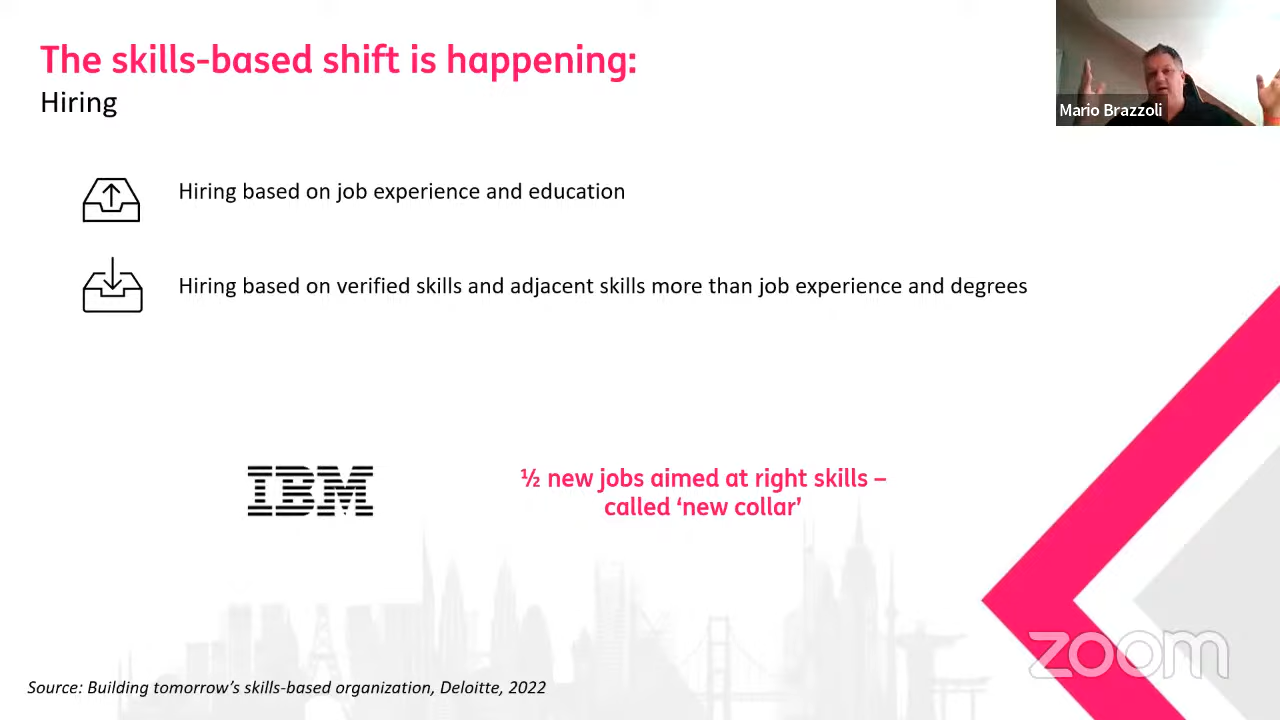 The skills-based shift is happening:
Hiring
Mario Brazzoli
Hiring based on job experience and education
Hiring based on verified skills and adjacent skills more than job experience and degrees
IBM
½ new jobs aimed at right skills –
called ‘new collar’
zoom
Source: Building tomorrow’s skills-based organization, Deloitte, 2022